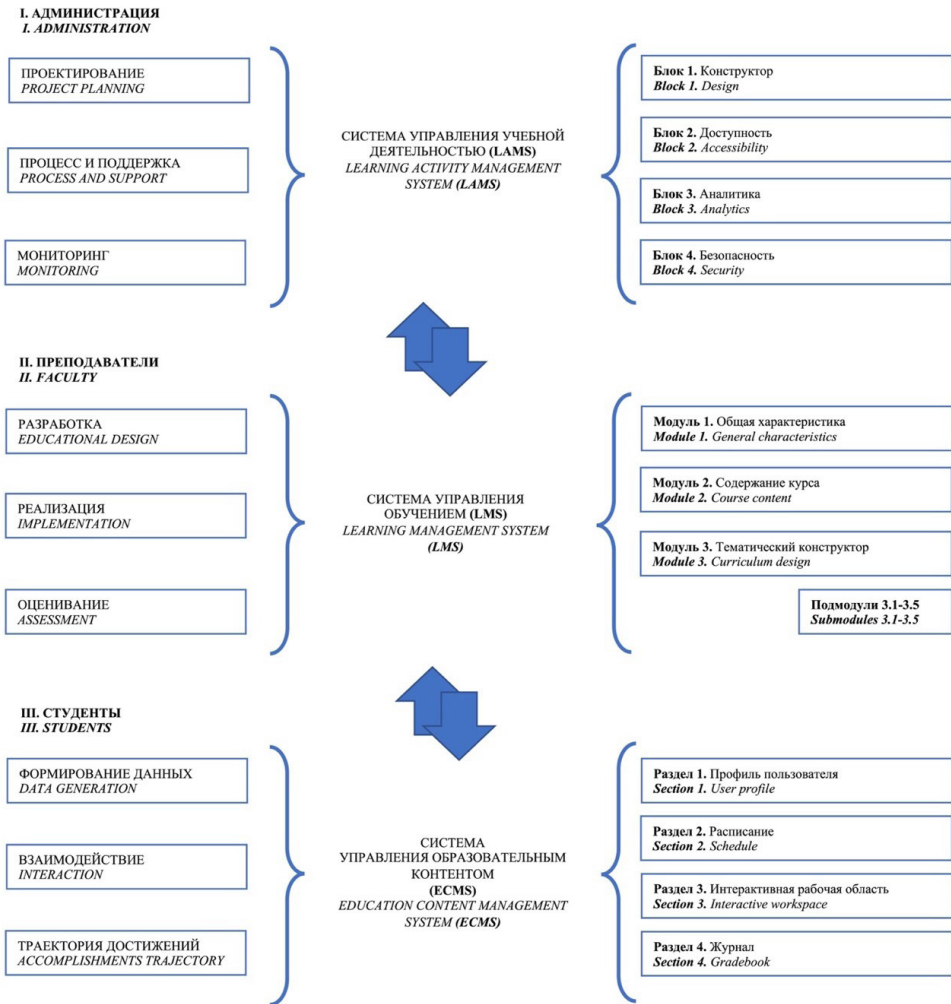 I. АДМИНИСТРАЦИЯ
I. ADMINISTRATION
ПРОЕКТИРОВАНИЕ
PROJECT PLANNING
ПРОЦЕСС И ПОДДЕРЖКА
PROCESS AND SUPPORT
МОНИТОРИНГ
MONITORING
СИСТЕМА УПРАВЛЕНИЯ УЧЕБНОЙ
ДЕЯТЕЛЬНОСТЬЮ (LAMS)
LEARNING ACTIVITY MANAGEMENT
SYSTEM (LAMS)
Блок 1. Конструктор
Block 1. Design
Блок 2. Доступность
Block 2. Accessibility
Блок 3. Аналитика
Block 3. Analytics
Блок 4. Безопасность
Block 4. Security
II. ПРЕПОДАВАТЕЛИ
II. FACULTY
РАЗРАБОТКА
EDUCATIONAL DESIGN
РЕАЛИЗАЦИЯ
IMPLEMENTATION
ОЦЕНИВАНИЕ
ASSESSMENT
СИСТЕМА УПРАВЛЕНИЯ
ОБУЧЕНИЕМ (LMS)
LEARNING MANAGEMENT SYSTEM
(LMS)
Модуль 1. Общая характеристика
Module 1. General characteristics
Модуль 2. Содержание курса
Module 2. Course content
Модуль 3. Тематический конструктор
Module 3. Curriculum design
Подмодули 3.1-3.5
Submodules 3.1-3.5
III. СТУДЕНТЫ
III. STUDENTS
ФОРМИРОВАНИЕ ДАННЫХ
DATA GENERATION
ВЗАИМОДЕЙСТВИЕ
INTERACTION
ТРАЕКТОРИЯ ДОСТИЖЕНИЙ
ACCOMPLISHMENTS TRAJECTORY
СИСТЕМА
УПРАВЛЕНИЯ ОБРАЗОВАТЕЛЬНЫМ
КОНТЕНТОМ
(ECMS)
EDUCATION CONTENT MANAGEMENT
SYSTEM (ECMS)
Раздел 1. Профиль пользователя
Section 1. User profile
Раздел 2. Расписание
Section 2. Schedule
Раздел 3. Интерактивная рабочая область
Section 3. Interactive workspace
Раздел 4. Журнал
Section 4. Gradebook